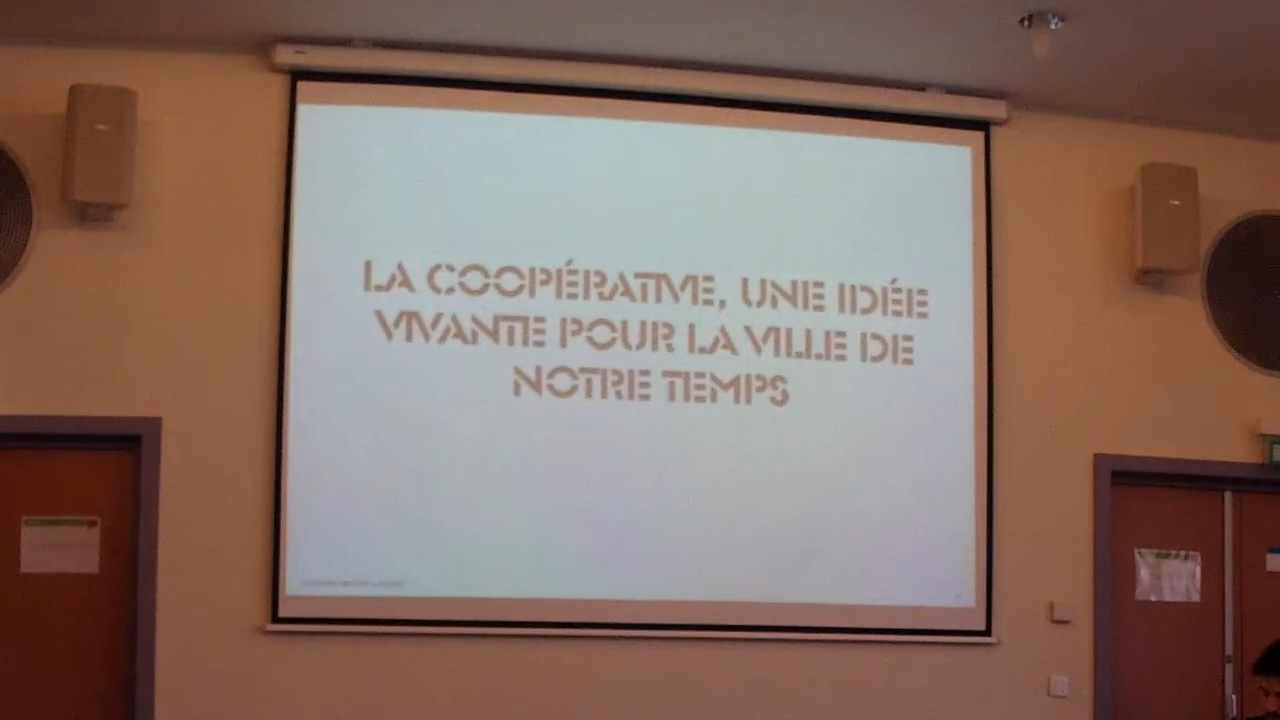 LA COOPÉRATIVE, UNE IDÉE
VIVANTE POUR LA VILLE DE
NOTRE TEMPS